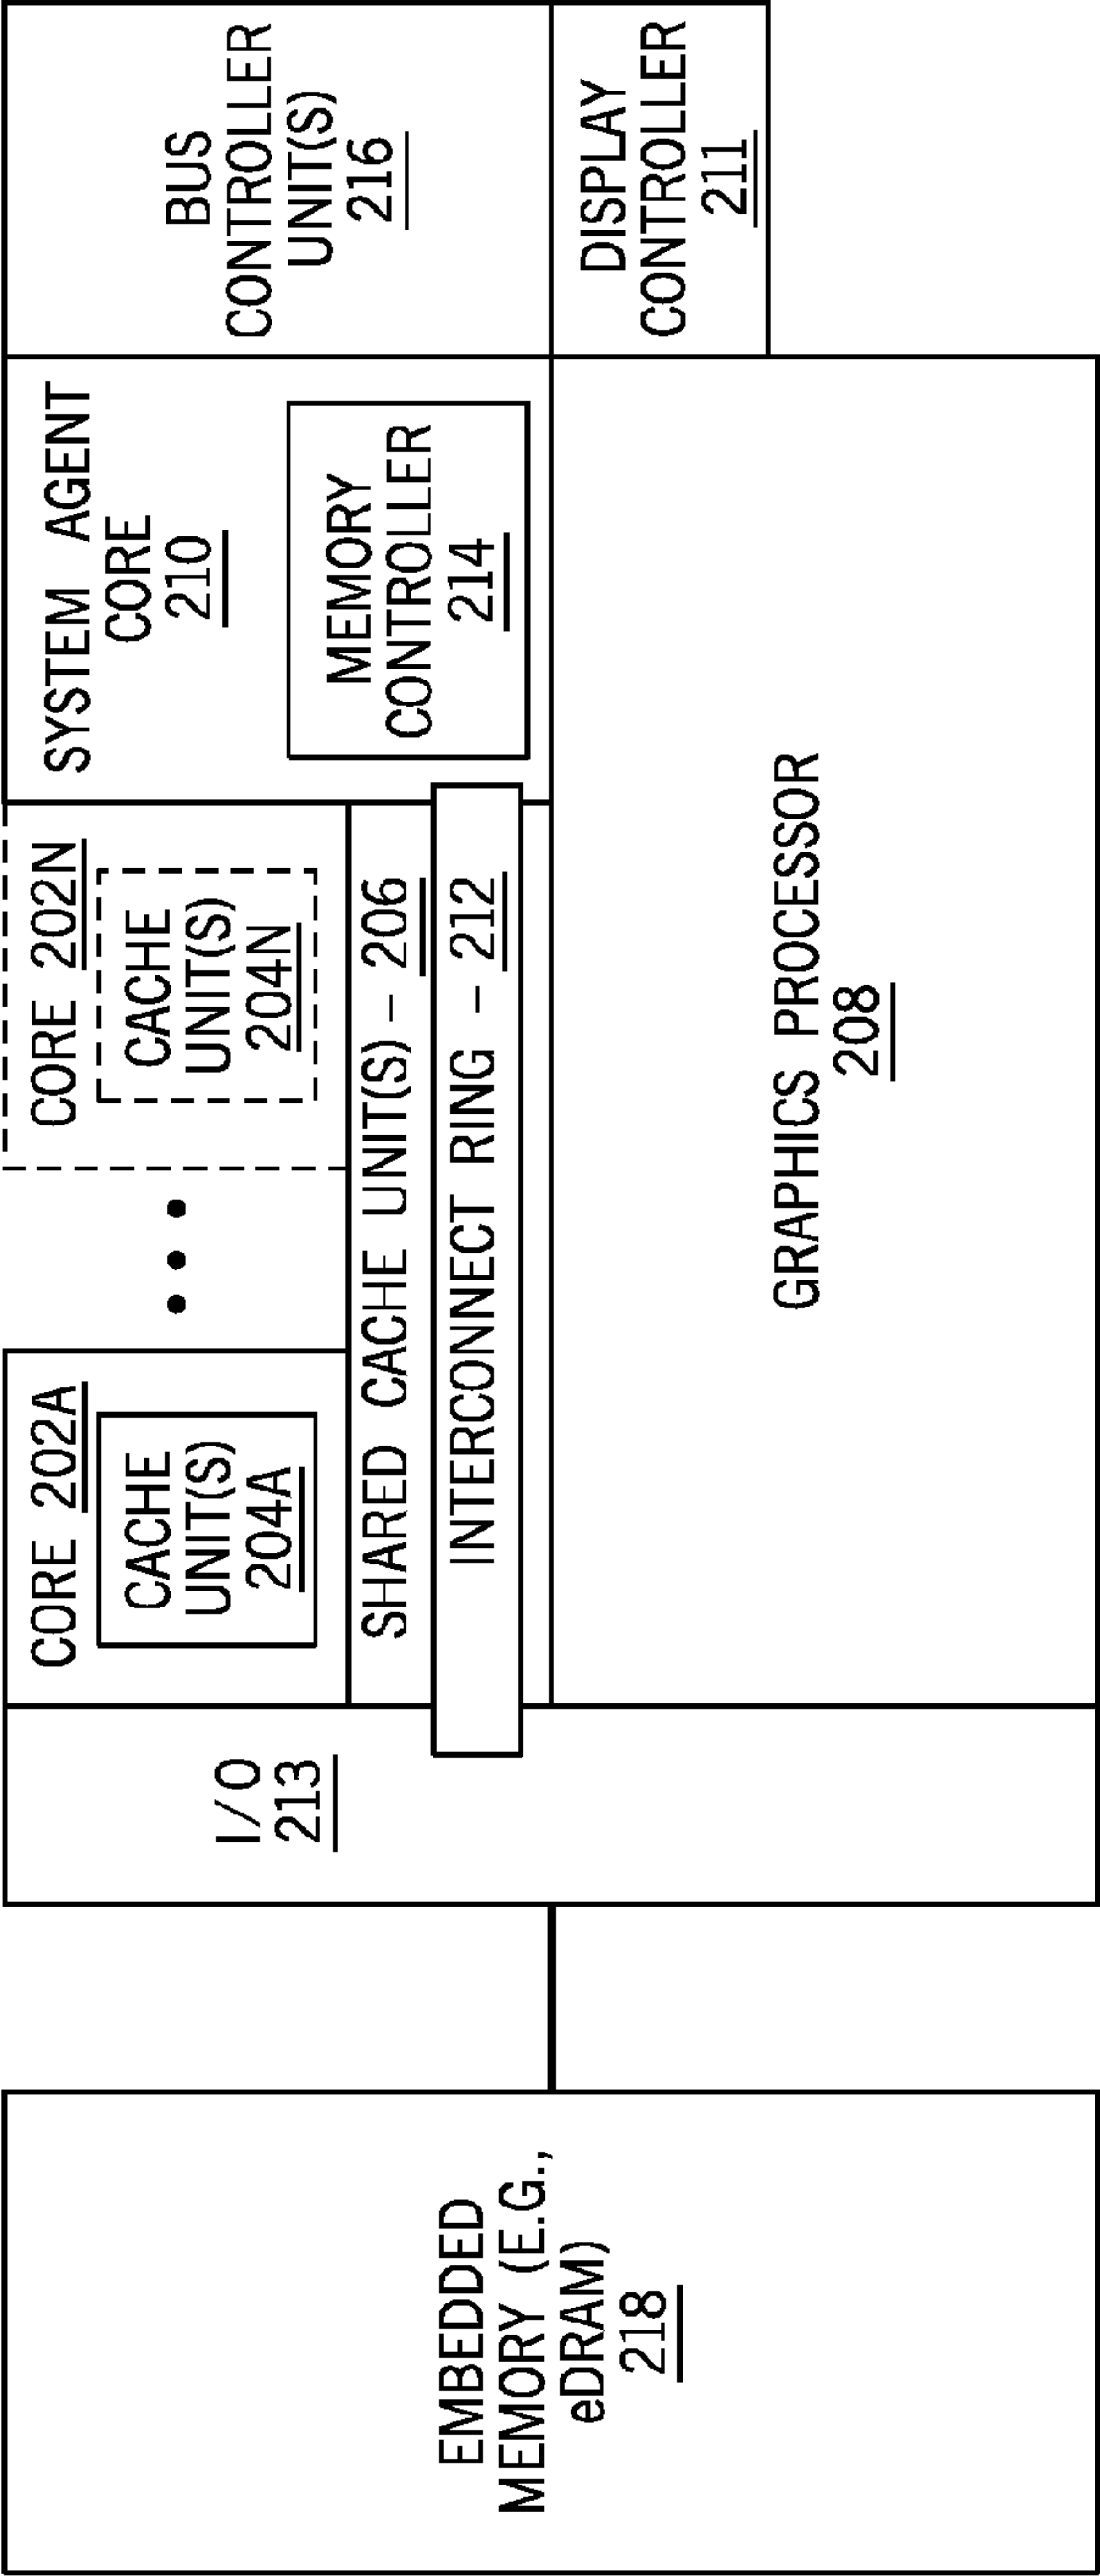 EMBEDDED
MEMORY (E.G.,
eDRAM)
218
I/O
213
CORE 202A
CACHE
UNIT(S)
204A
CORE 202N
CACHE
UNIT(S)
204N
SHARED CACHE UNIT(S) - 206
INTERCONNECT RING - 212
SYSTEM AGENT
CORE
210
MEMORY
CONTROLLER
214
BUS
CONTROLLER
UNIT(S)
216
DISPLAY
CONTROLLER
211
GRAPHICS PROCESSOR
208